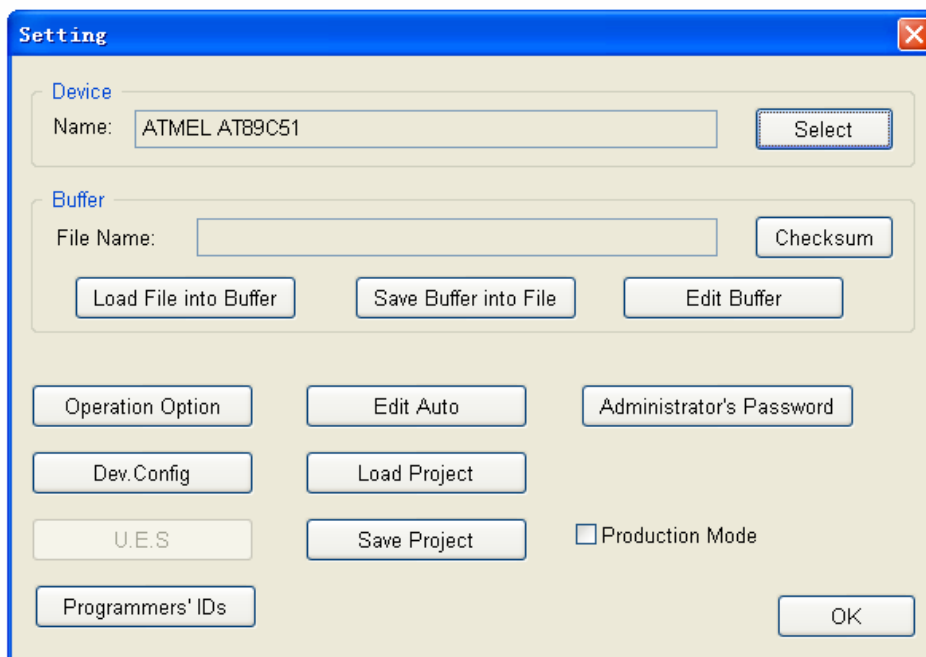 Setting
Device
Name: ATMEL AT89C51 Select
Buffer
File Name: Checksum
Load File into Buffer Save Buffer into File Edit Buffer
Operation Option Edit Auto Administrator's Password
Dev.Config Load Project
U.E.S Save Project Production Mode
Programmers' IDs OK